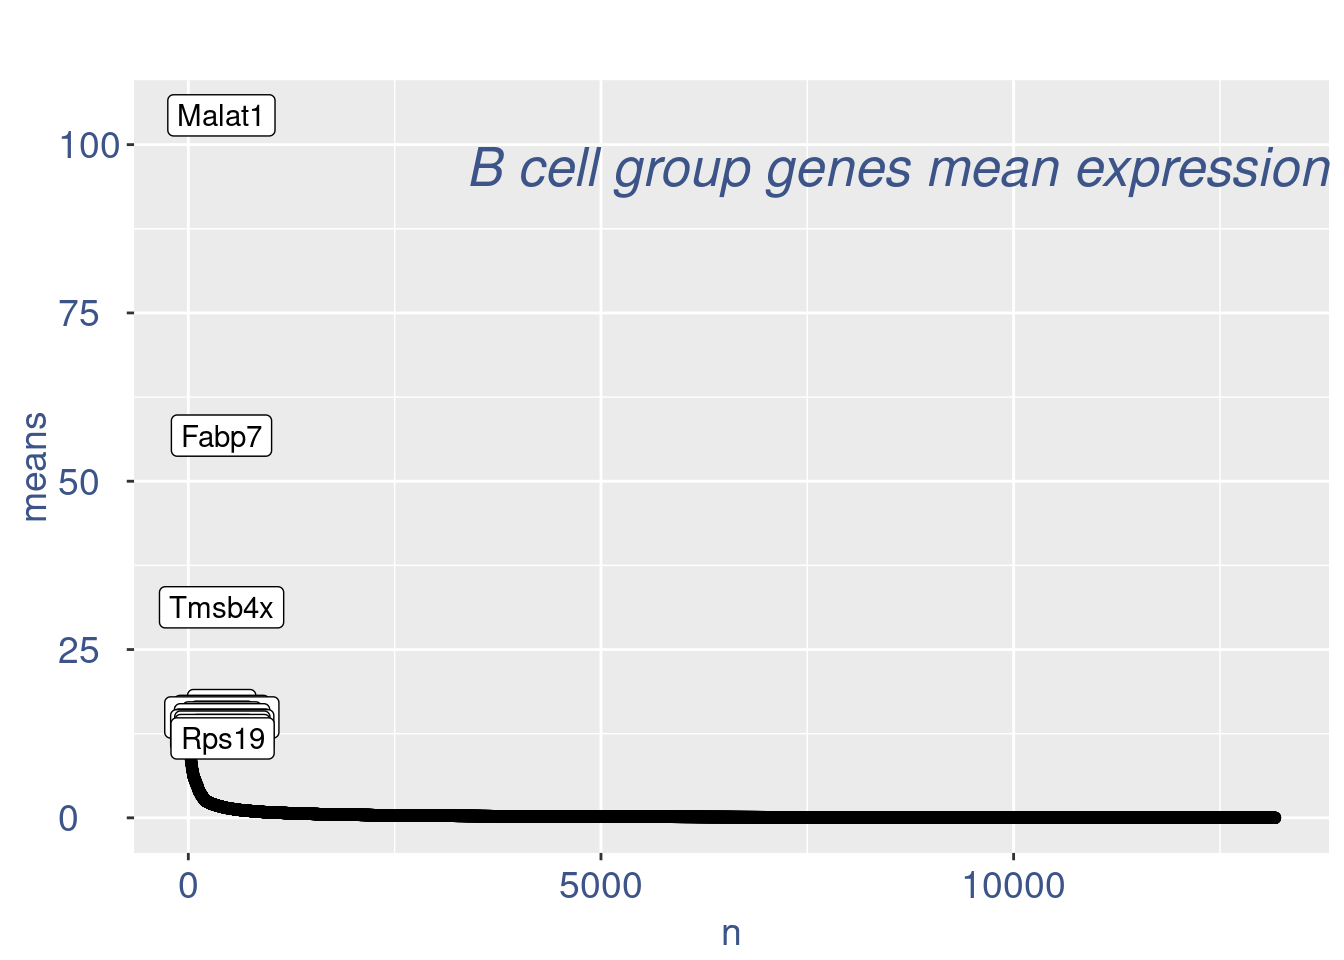 Malat1
100
B cell group genes mean expression
75
Fabp7
means
50
Tmsb4x
25
Rps19
0
0
5000
10000
n